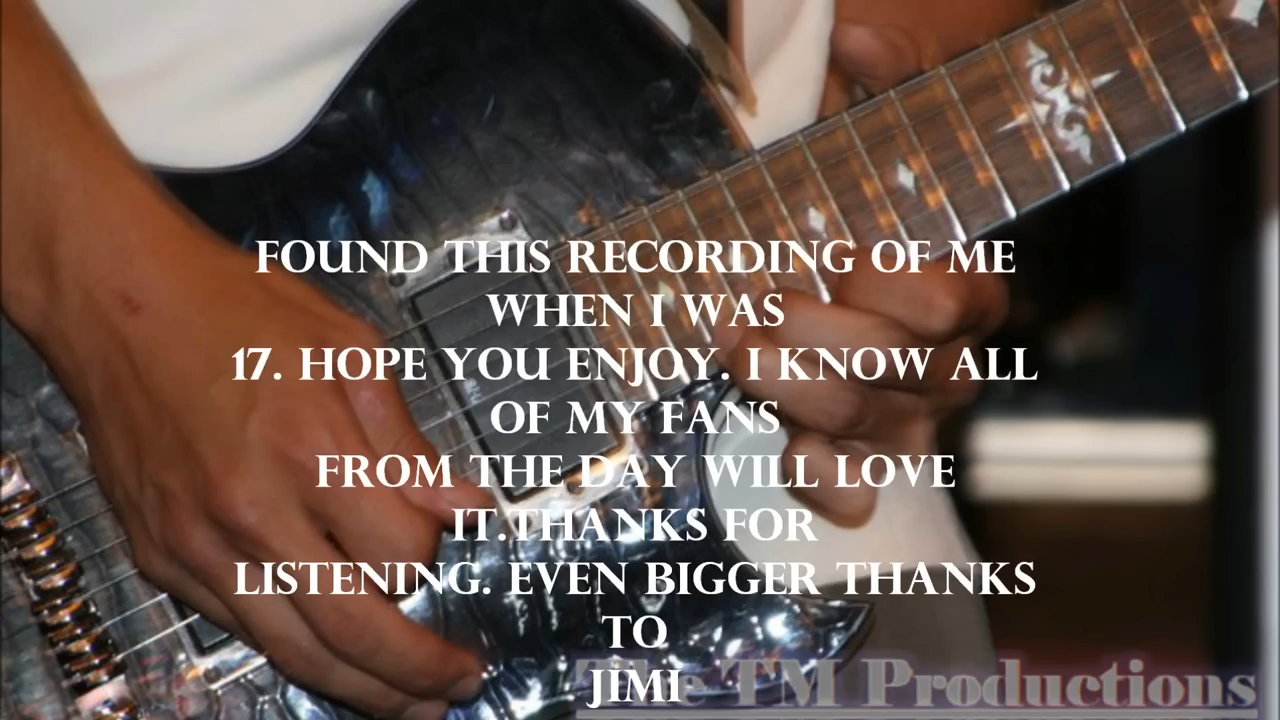 FOUND THIS RECORDING OF ME
WHEN I WAS
17. HOPE YOU ENJOY. I KNOW ALL
OF MY FANS
FROM THE DAY WILL LOVE
IT.THANKS FOR
LISTENING. EVEN BIGGER THANKS
TO
JIMI
The TM Productions